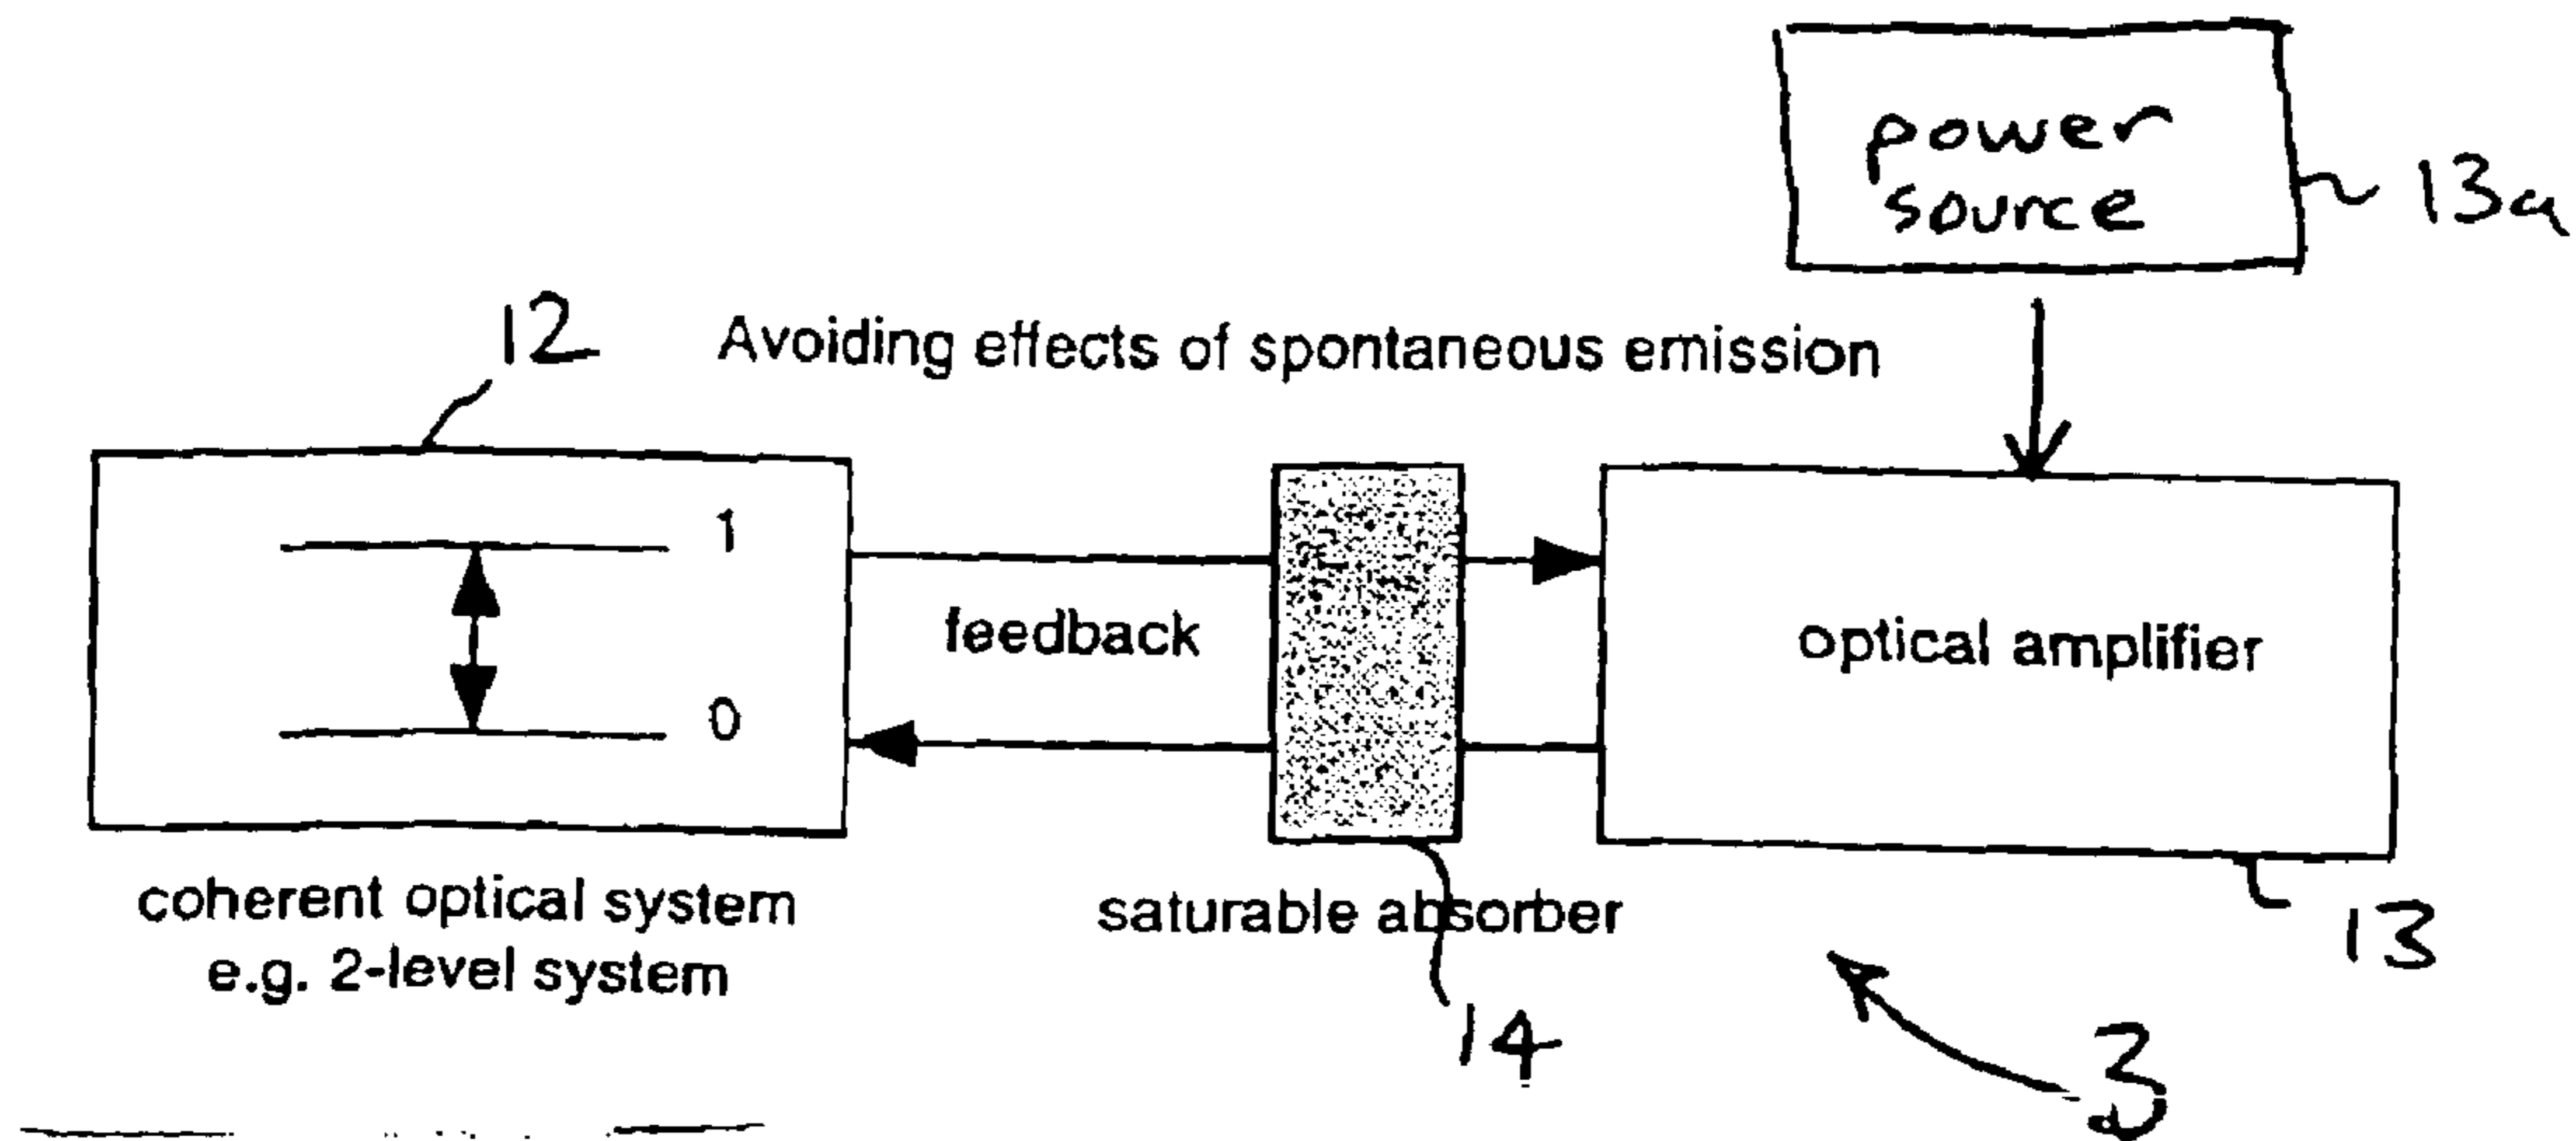 power
source
13a
12
Avoiding effects of spontaneous emission
1
feedback
0
optical amplifier
coherent optical system
e.g. 2-level system
saturable absorber
13
14
3